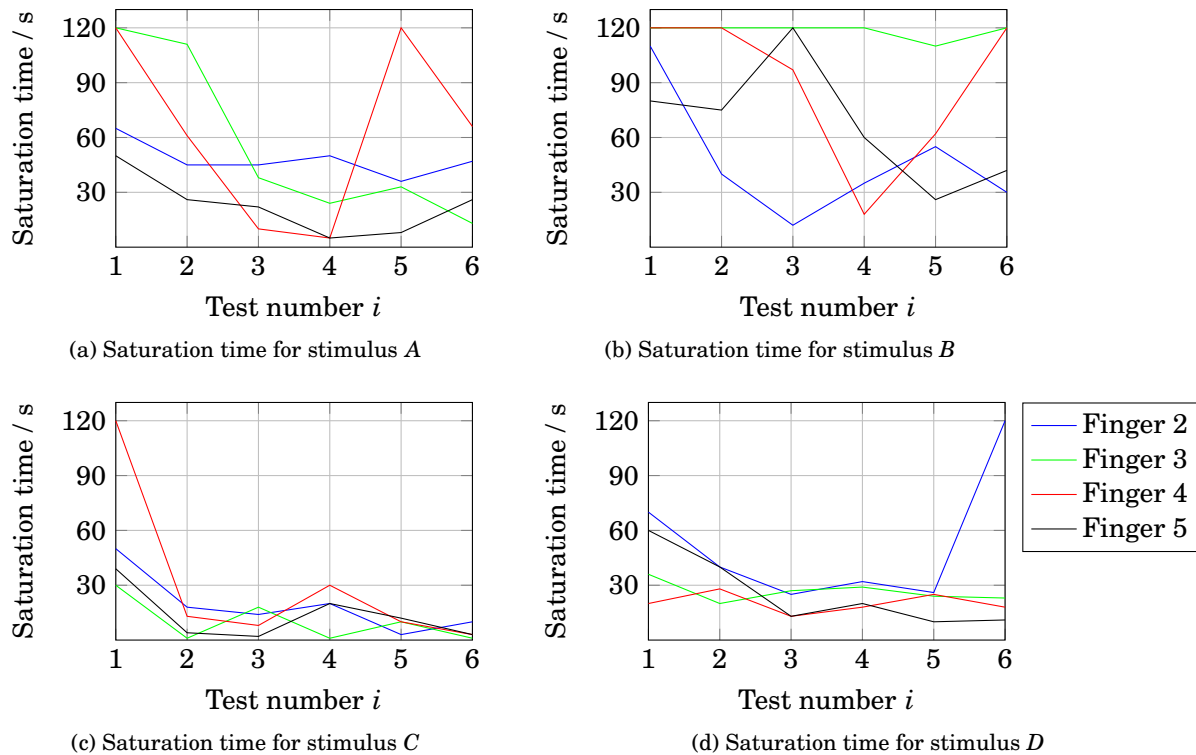 Saturation time / s
120
90
60
30
1 2 3 4 5 6
Test number i
(a) Saturation time for stimulus A
Saturation time / s
120
90
60
30
1 2 3 4 5 6
Test number i
(b) Saturation time for stimulus B
Saturation time / s
120
90
60
30
1 2 3 4 5 6
Test number i
(c) Saturation time for stimulus C
Saturation time / s
120
90
60
30
1 2 3 4 5 6
Test number i
(d) Saturation time for stimulus D
Finger 2
Finger 3
Finger 4
Finger 5